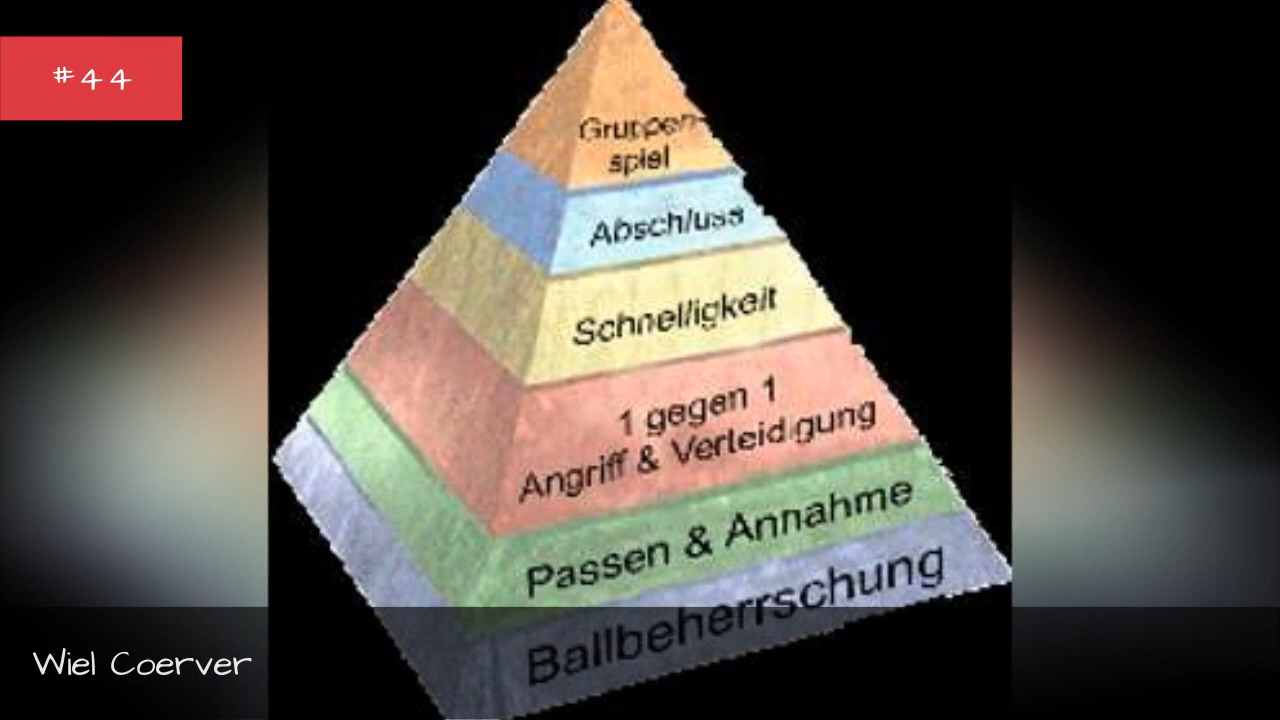 #44
Gruppen-
spiel
Abschluss
Schnelligkeit
1 gegen 1
Angriff & Verteidigung
Passen & Annahme
Ballbeherrschung
Wiel Coerver